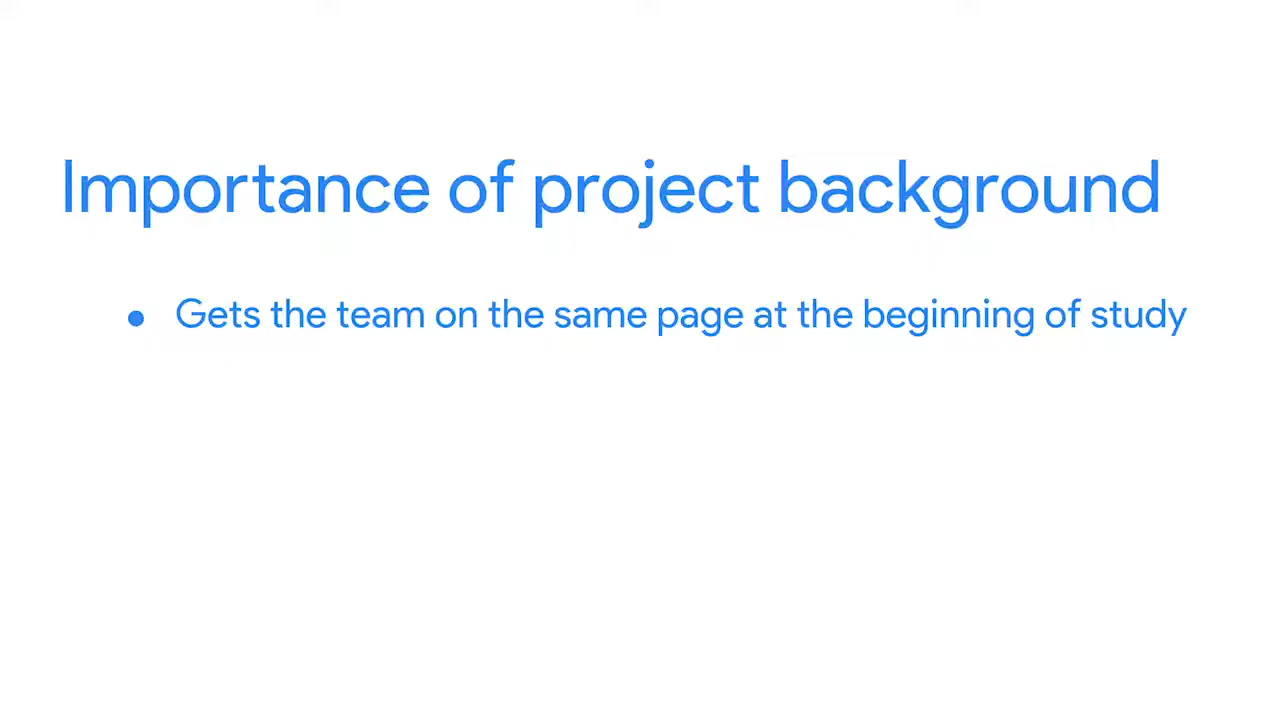 Importance of project background
• Gets the team on the same page at the beginning of study